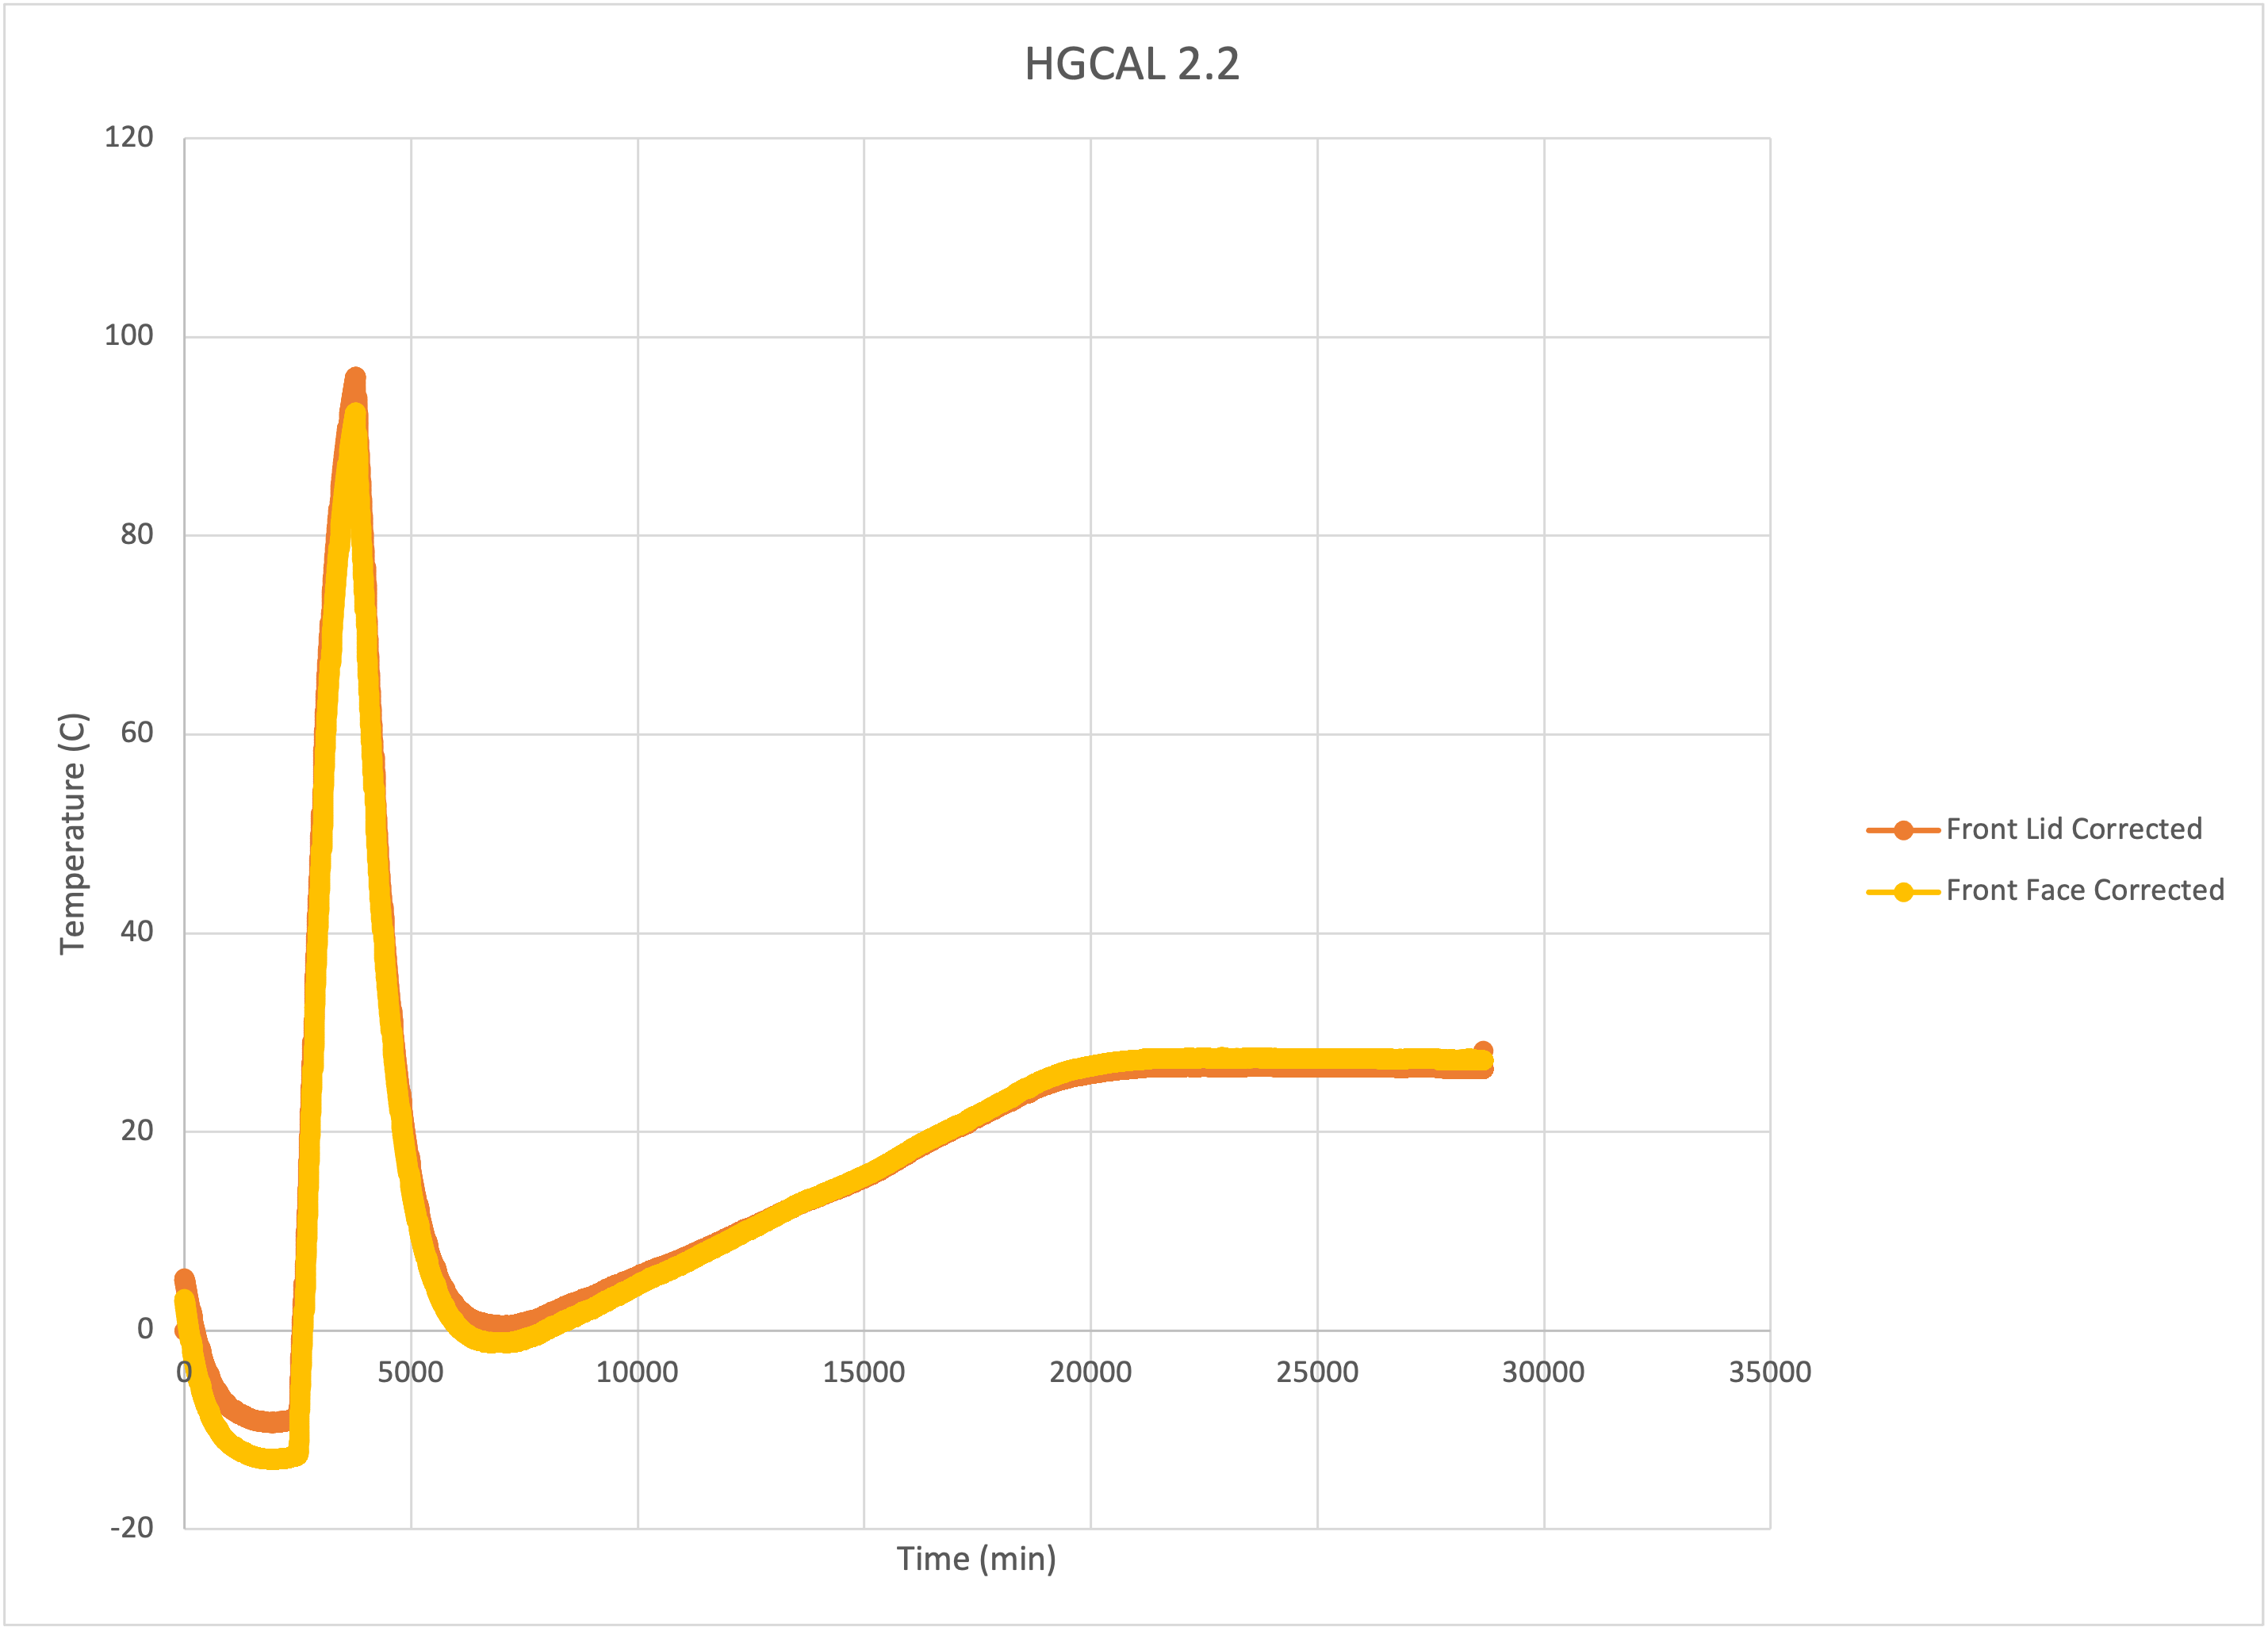 HGCAL 2.2
120
100
80
60
40
20
0
-20
Temperature (C)
0 5000 10000 15000 20000 25000 30000 35000
Time (min)
Front Lid Corrected
Front Face Corrected